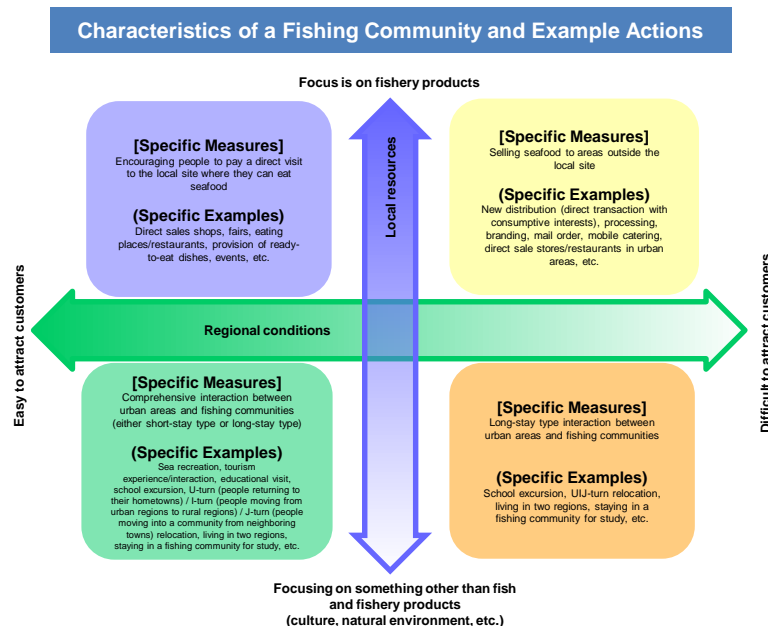 Characteristics of a Fishing Community and Example Actions
Focus is on fishery products
[Specific Measures]
Encouraging people to pay a direct visit
to the local site where they can eat
seafood
(Specific Examples)
Direct sales shops, fairs, eating
places/restaurants, provision of ready-
to-eat dishes, events, etc.
Local resources
[Specific Measures]
Selling seafood to areas outside the
local site
(Specific Examples)
New distribution (direct transaction with
consumptive interests), processing,
branding, mail order, mobile catering,
direct sale stores/restaurants in urban
areas, etc.
Easy to attract customers
Regional conditions
Difficult to attract customers
[Specific Measures]
Comprehensive interaction between
urban areas and fishing communities
(either short-stay type or long-stay type)
(Specific Examples)
Sea recreation, tourism
experience/interaction, educational visit,
school excursion, U-turn (people returning to
their hometowns) / I-turn (people moving from
urban regions to rural regions) / J-turn (people
moving into a community from neighboring
towns) relocation, living in two regions,
staying in a fishing community for study, etc.
[Specific Measures]
Long-stay type interaction between
urban areas and fishing communities
(Specific Examples)
School excursion, UIJ-turn relocation,
living in two regions, staying in a
fishing community for study, etc.
Focusing on something other than fish
and fishery products
(culture, natural environment, etc.)